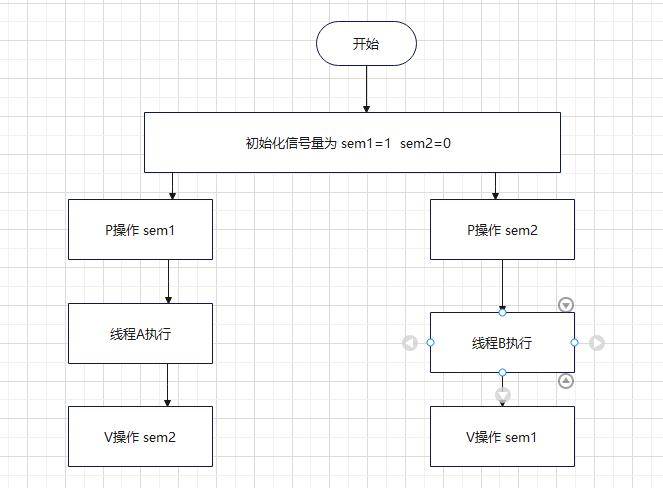 开始
初始化信号量为 sem1=1 sem2=0
P操作 sem1
P操作 sem2
线程A执行
线程B执行
V操作 sem2
V操作 sem1